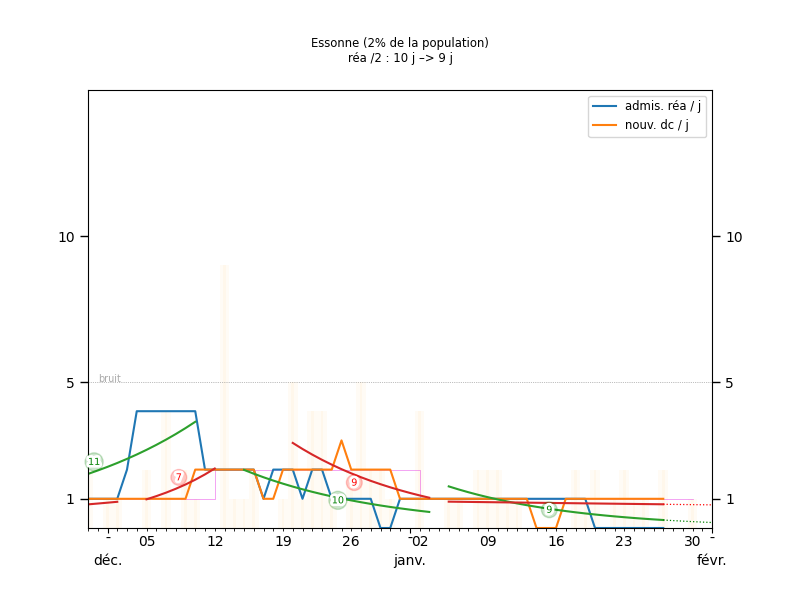 Essonne (2% de la population)
réa /2 : 10 j –> 9 j
admis. réa / j
nouv. dc / j
10
10
bruit
5
5
11
7
9
10
9
1
1
05 12 19 26 02 09 16 23 30
déc. janv. févr.